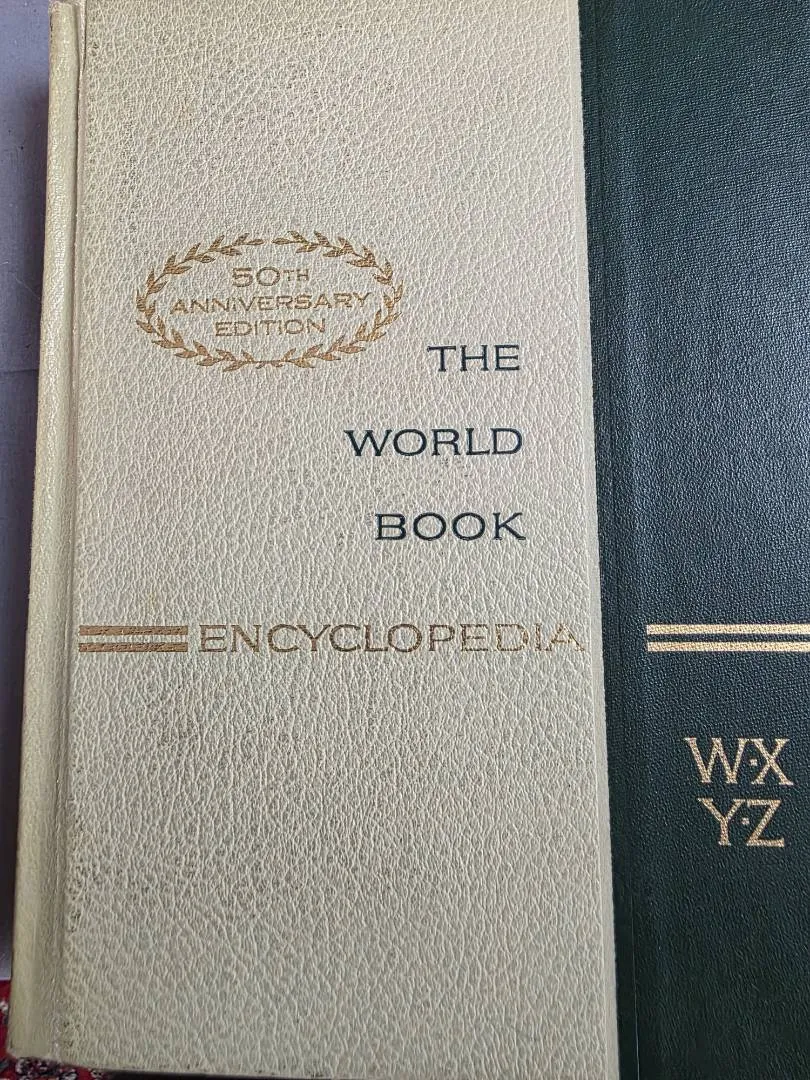 50TH
ANNIVERSARY
EDITION
THE
WORLD
BOOK
ENCYCLOPEDIA
W·X
Y·Z